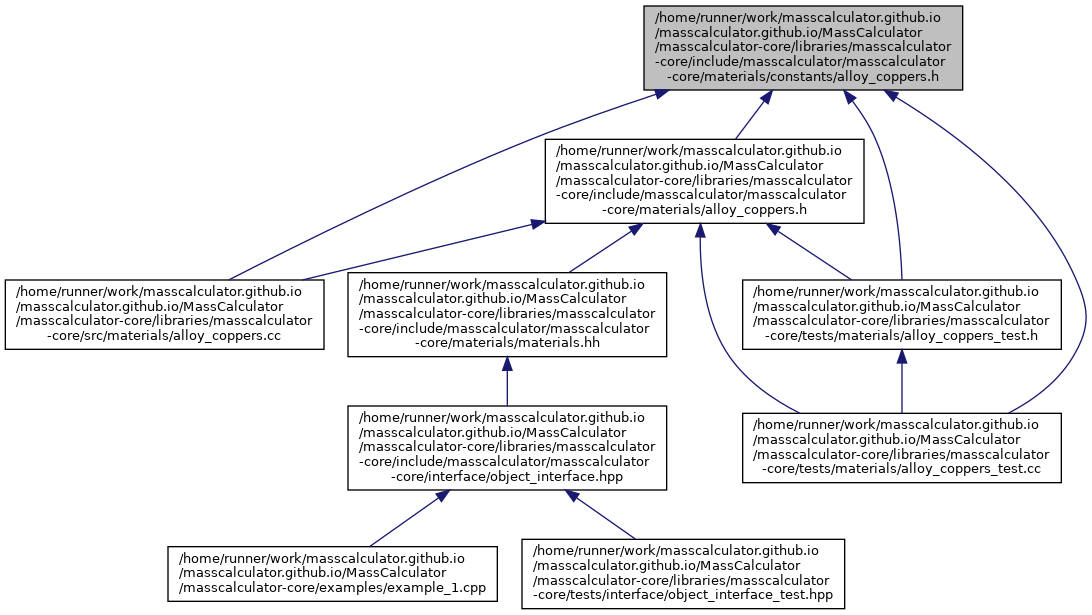 /home/runner/work/masscalculator.github.io
/masscalculator.github.io/MassCalculator
/masscalculator-core/libraries/masscalculator
-core/include/masscalculator/masscalculator
-core/materials/constants/alloy_coppers.h
/home/runner/work/masscalculator.github.io
/masscalculator.github.io/MassCalculator
/masscalculator-core/libraries/masscalculator
-core/include/masscalculator/masscalculator
-core/materials/alloy_coppers.h
/home/runner/work/masscalculator.github.io
/masscalculator.github.io/MassCalculator
/masscalculator-core/libraries/masscalculator
-core/src/materials/alloy_coppers.cc
/home/runner/work/masscalculator.github.io
/masscalculator.github.io/MassCalculator
/masscalculator-core/libraries/masscalculator
-core/include/masscalculator/masscalculator
-core/materials/materials.hh
/home/runner/work/masscalculator.github.io
/masscalculator.github.io/MassCalculator
/masscalculator-core/libraries/masscalculator
-core/tests/materials/alloy_coppers_test.h
/home/runner/work/masscalculator.github.io
/masscalculator.github.io/MassCalculator
/masscalculator-core/libraries/masscalculator
-core/include/masscalculator/masscalculator
-core/interface/object_interface.hpp
/home/runner/work/masscalculator.github.io
/masscalculator.github.io/MassCalculator
/masscalculator-core/libraries/masscalculator
-core/tests/materials/alloy_coppers_test.cc
/home/runner/work/masscalculator.github.io
/masscalculator.github.io/MassCalculator
/masscalculator-core/examples/example_1.cpp
/home/runner/work/masscalculator.github.io
/masscalculator.github.io/MassCalculator
/masscalculator-core/libraries/masscalculator
-core/tests/interface/object_interface_test.hpp